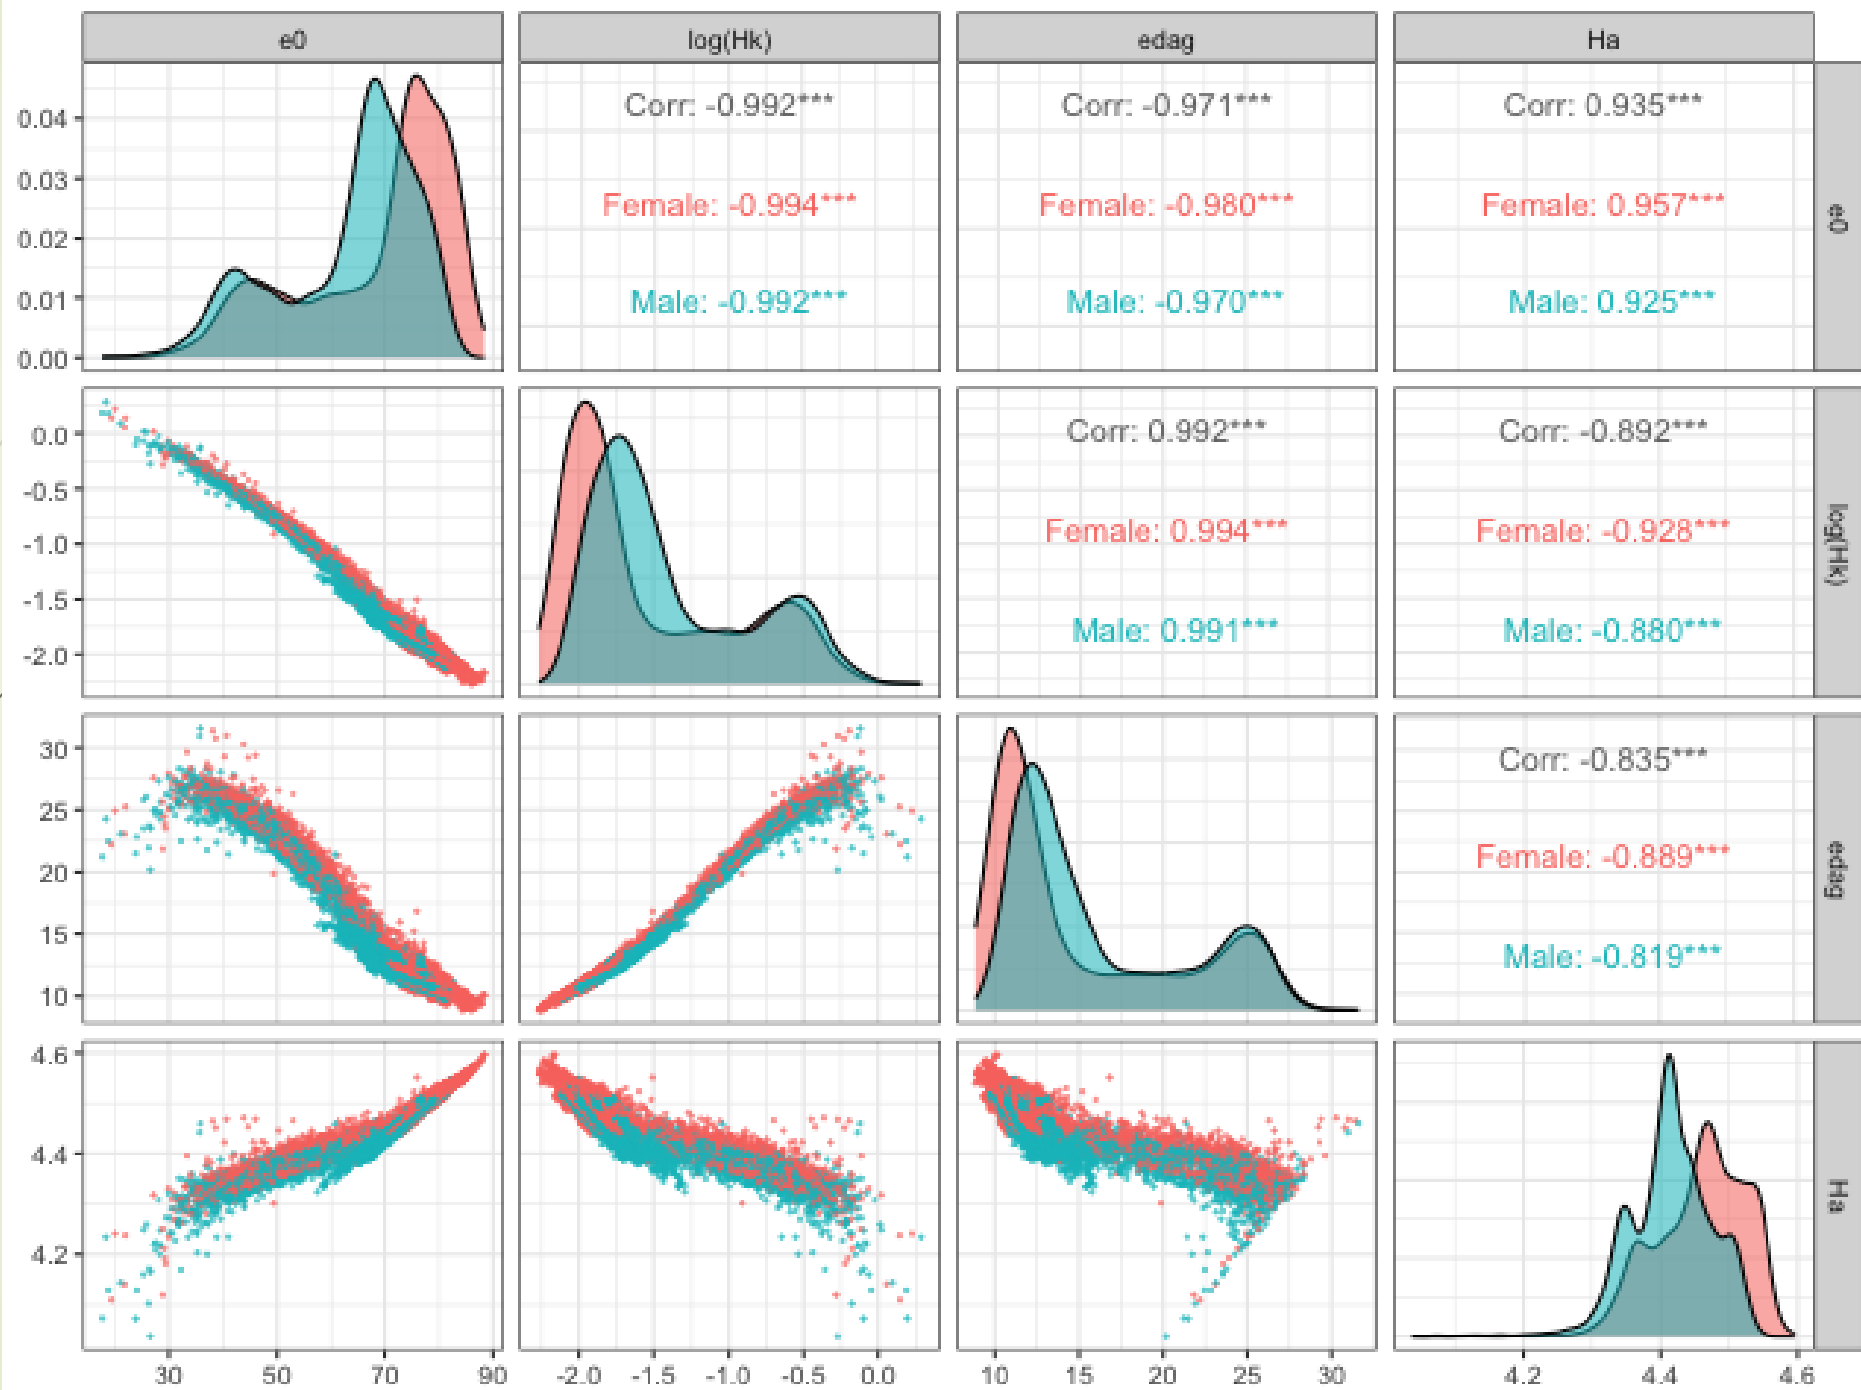 e0 log(Hk) edag Ha
0.04
0.03
0.02
0.01
0.00
Corr: -0.992***
Female: -0.994***
Male: -0.992***
Corr: -0.971***
Female: -0.980***
Male: -0.970***
Corr: 0.935***
Female: 0.957***
Male: 0.925***
e0
0.0
-0.5
-1.0
-1.5
-2.0
Corr: 0.992***
Female: 0.994***
Male: 0.991***
Corr: -0.892***
Female: -0.928***
Male: -0.880***
log(Hk)
30
25
20
15
10
Corr: -0.835***
Female: -0.889***
Male: -0.819***
edag
4.6
4.4
4.2
Ha
30 50 70 90
-2.0 -1.5 -1.0 -0.5 0.0
10 15 20 25 30
4.2 4.4 4.6